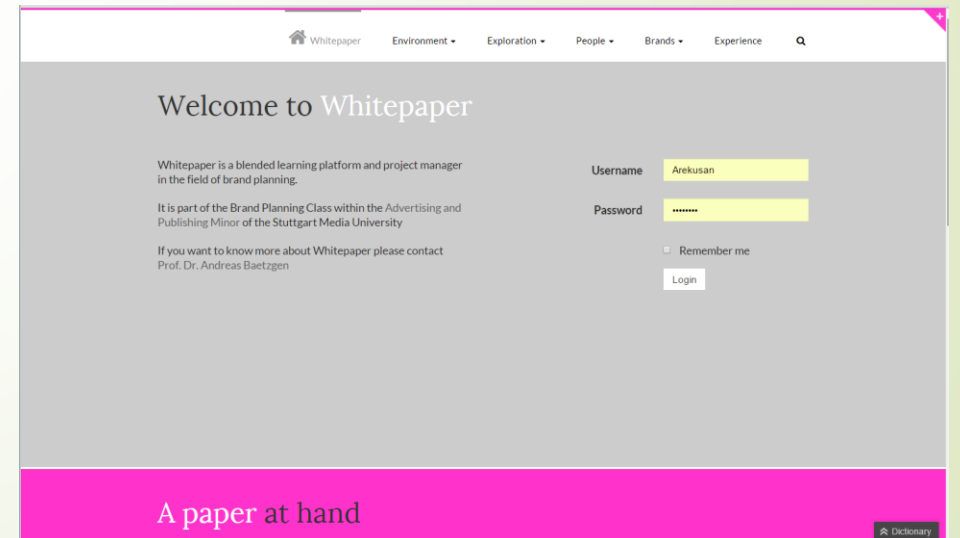 Whitepaper Environment Exploration People Brands Experience
Welcome to Whitepaper
Whitepaper is a blended learning platform and project manager
in the field of brand planning.
It is part of the Brand Planning Class within the Advertising and
Publishing Minor of the Stuttgart Media University
If you want to know more about Whitepaper please contact
Prof. Dr. Andreas Baetzgen
Username Arekusan
Password ••••••••
Remember me
Login
A paper at hand
Dictionary